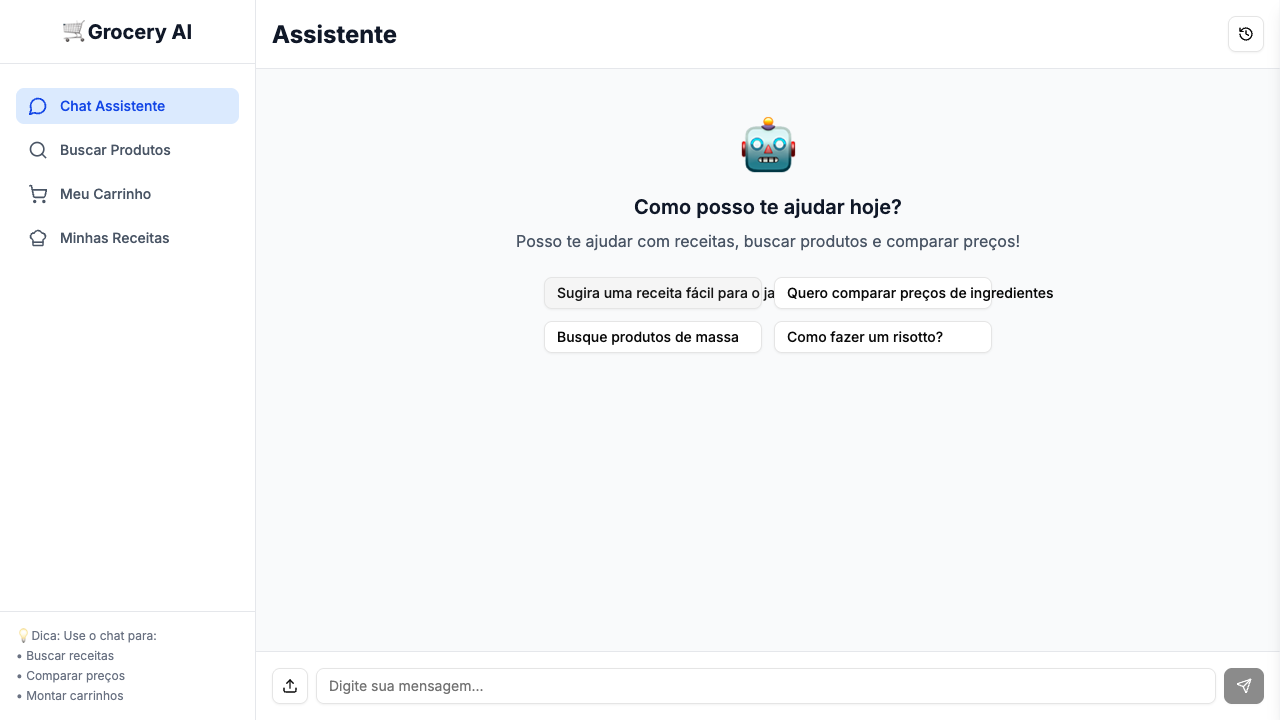 Grocery AI
Chat Assistente
Buscar Produtos
Meu Carrinho
Minhas Receitas
Dica: Use o chat para:
• Buscar receitas
• Comparar preços
• Montar carrinhos
Assistente
Como posso te ajudar hoje?
Posso te ajudar com receitas, buscar produtos e comparar preços!
Sugira uma receita fácil para o ja
Quero comparar preços de ingredientes
Busque produtos de massa
Como fazer um risotto?
Digite sua mensagem...